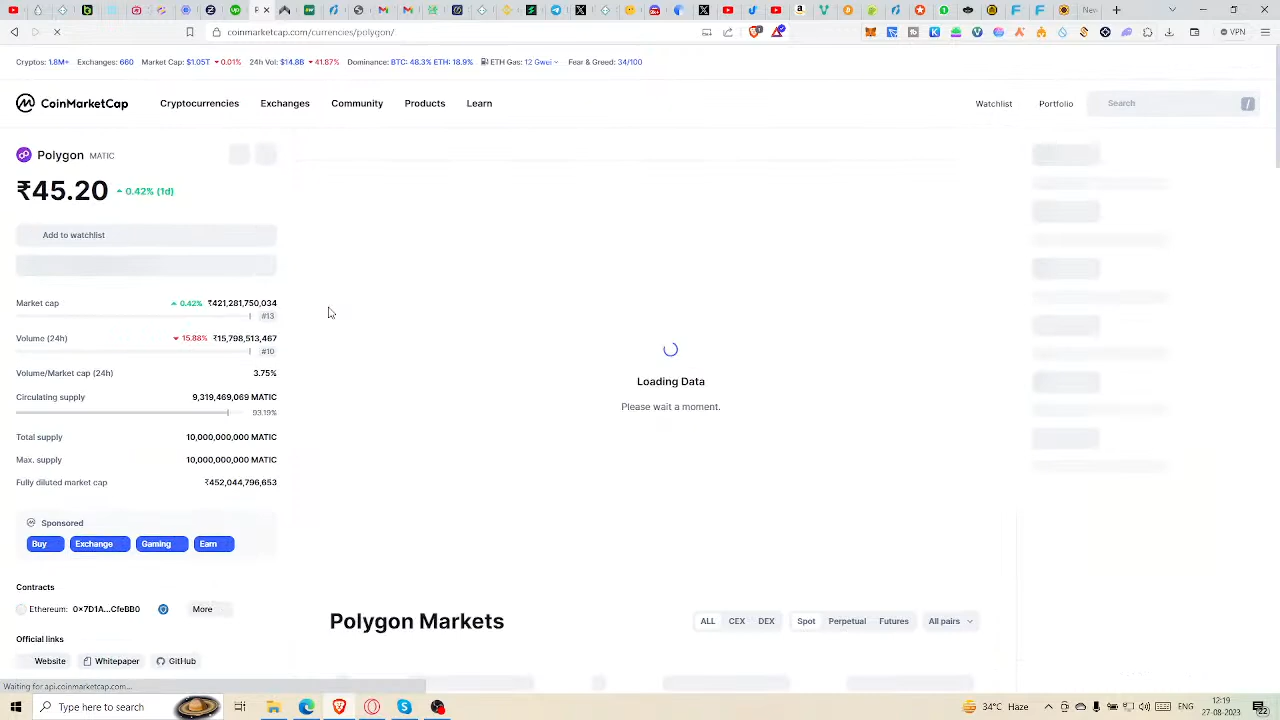 P
Nev
coinmarketcap.com/currencies/polygon/
VPN
Cryptos: 1.8M+ Exchanges: 660 Market Cap: $1.05T 0.01% 24h Vol: $14.8B 41.87% Dominance: BTC: 48.3% ETH: 18.9% ETH Gas: 12 Gwei Fear & Greed: 34/100
CoinMarketCap Cryptocurrencies Exchanges Community Products Learn Watchlist Portfolio Search /
Polygon MATIC
₹45.20 0.42% (1d)
Add to watchlist
Market cap 0.42% ₹421,281,750,034
#13
Volume (24h) 15.88% ₹15,798,513,467
#10
Volume/Market cap (24h) 3.75%
Circulating supply 9,319,469,069 MATIC
93.19%
Total supply 10,000,000,000 MATIC
Max. supply 10,000,000,000 MATIC
Fully diluted market cap ₹452,044,796,653
Loading Data
Please wait a moment.
Sponsored
Buy Exchange Gaming Earn
Contracts
Ethereum: 0x7D1A...CfeBB0 More
Official links
Website Whitepaper GitHub
Polygon Markets ALL CEX DEX Spot Perpetual Futures All pairs
Waiting for api.coinmarketcap.com...
Type here to search
34°C Haze ENG 12:19
27-08-2023